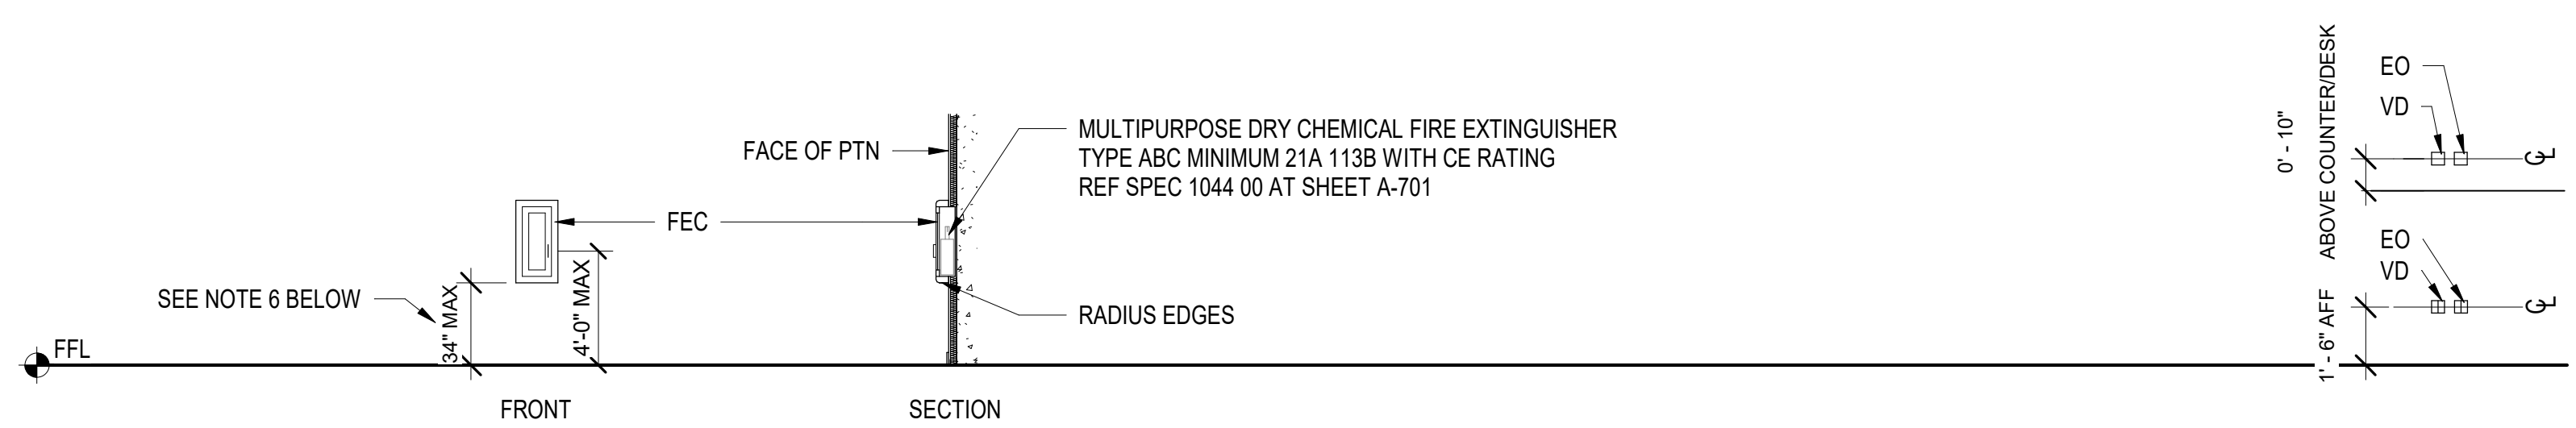 SEE NOTE 6 BELOW
FFL
34" MAX
4'-0" MAX
FRONT
FEC
FACE OF PTN
SECTION
MULTIPURPOSE DRY CHEMICAL FIRE EXTINGUISHER
TYPE ABC MINIMUM 21A 113B WITH CE RATING
REF SPEC 1044 00 AT SHEET A-701
RADIUS EDGES
0' - 10"
ABOVE COUNTER/DESK
1' - 6" AFF
EO
VD
CL
EO
VD
CL